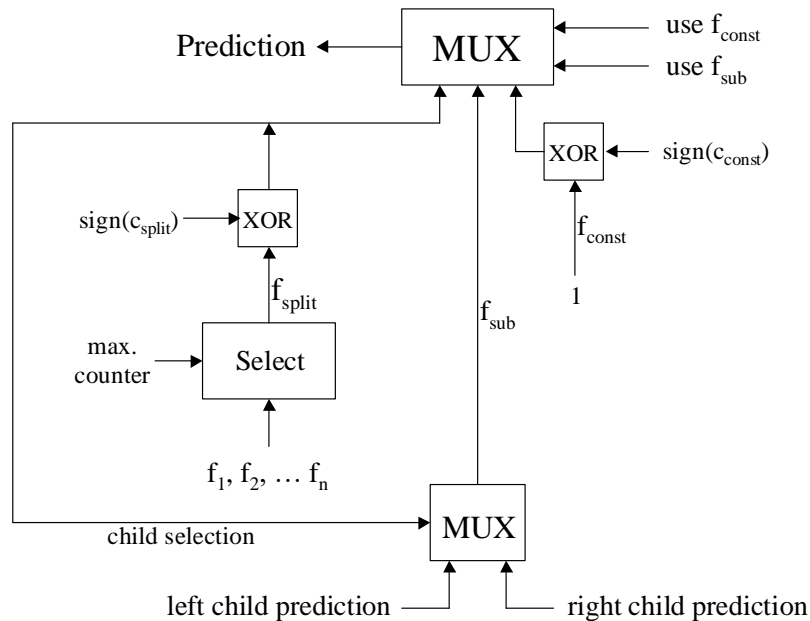 Prediction
MUX
use f_const
use f_sub
XOR
sign(c_const)
sign(c_split)
XOR
f_const
f_split
1
f_sub
max.
counter
Select
f_1, f_2, … f_n
MUX
child selection
left child prediction
right child prediction